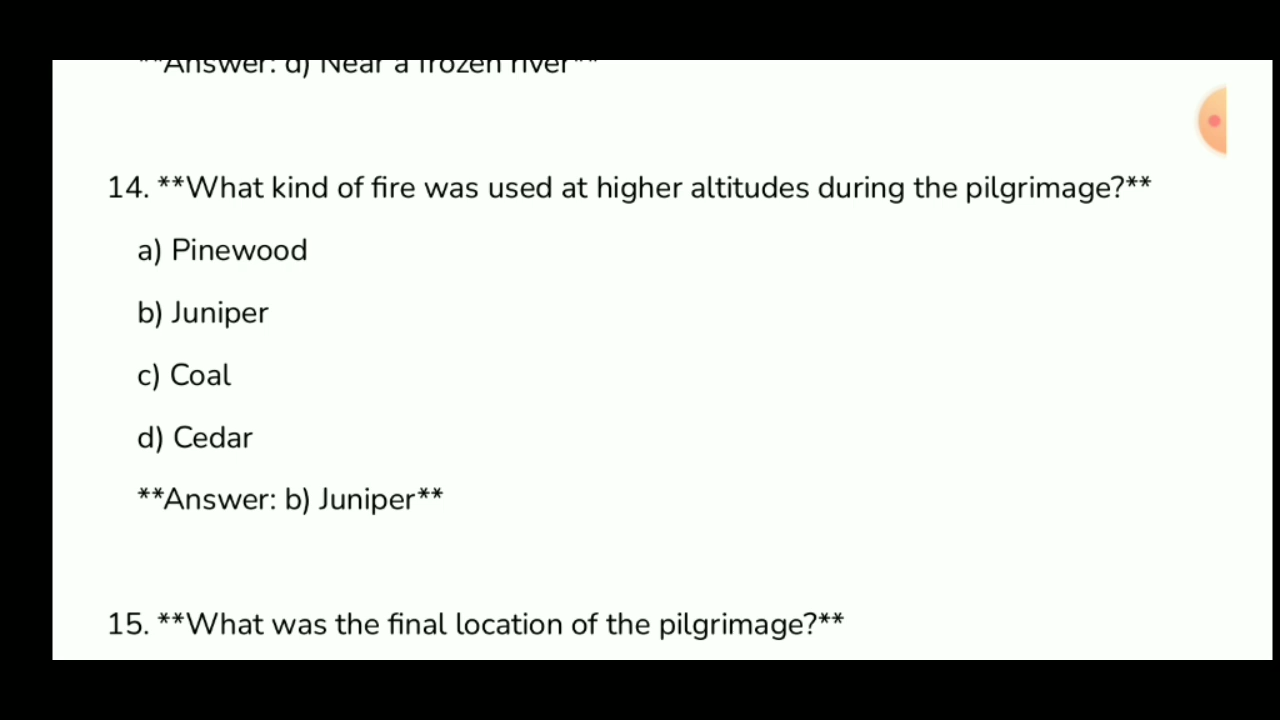 **Answer: d) Near a frozen river**
14. **What kind of fire was used at higher altitudes during the pilgrimage?**
a) Pinewood
b) Juniper
c) Coal
d) Cedar
**Answer: b) Juniper**
15. **What was the final location of the pilgrimage?**